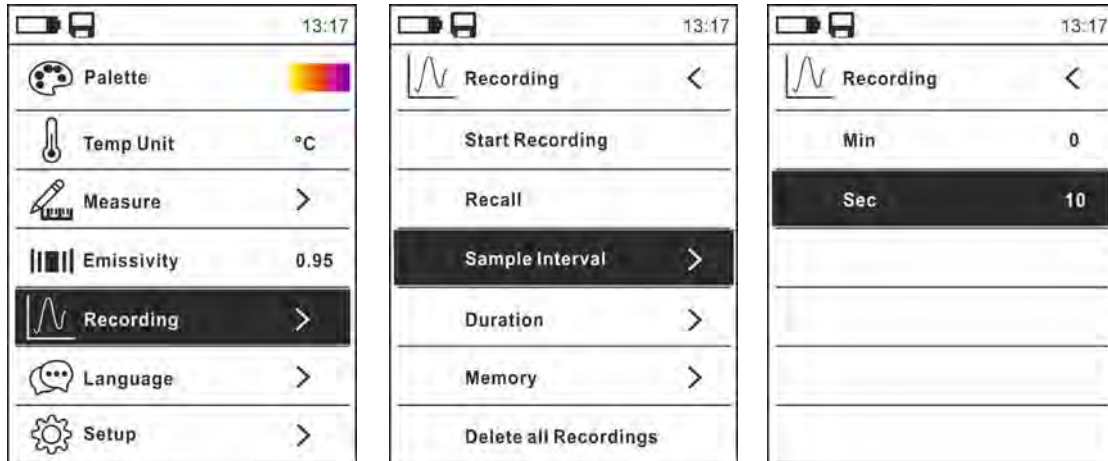 13:17
Palette
Temp Unit °C
Measure >
Emissivity 0.95
Recording >
Language >
Setup >
13:17
Recording <
Start Recording
Recall
Sample Interval >
Duration >
Memory >
Delete all Recordings
13:17
Recording <
Min 0
Sec 10